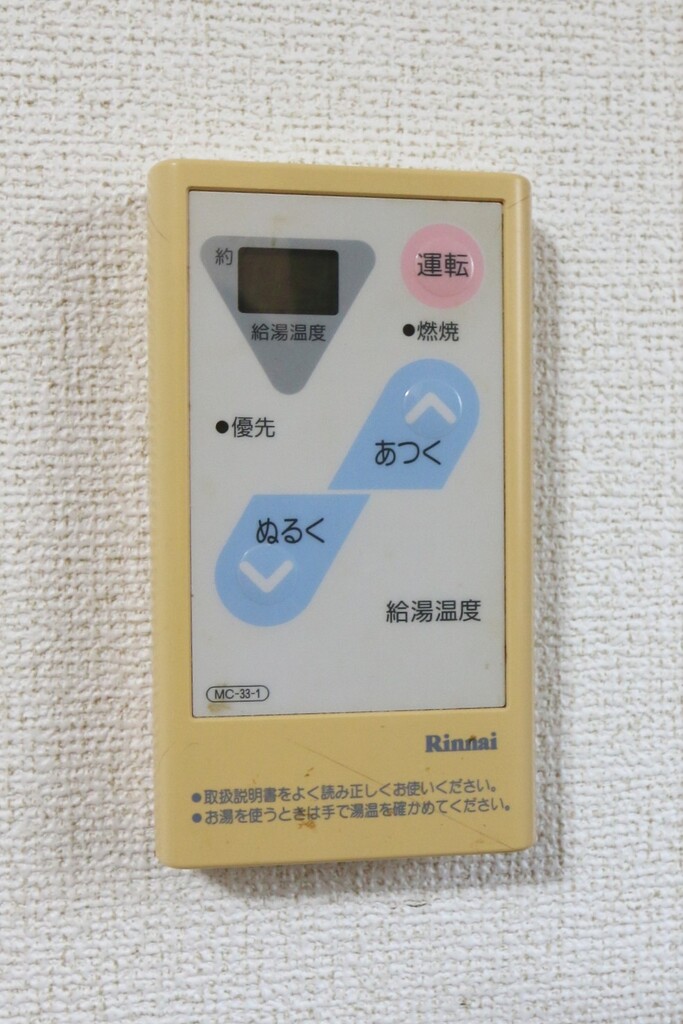 約
給湯温度
運転
●燃焼
●優先
あつく
ぬるく
給湯温度
MC-33-1
Rinnai
●取扱説明書をよく読み正しくお使いください。
●お湯を使うときは手で湯温を確かめてください。